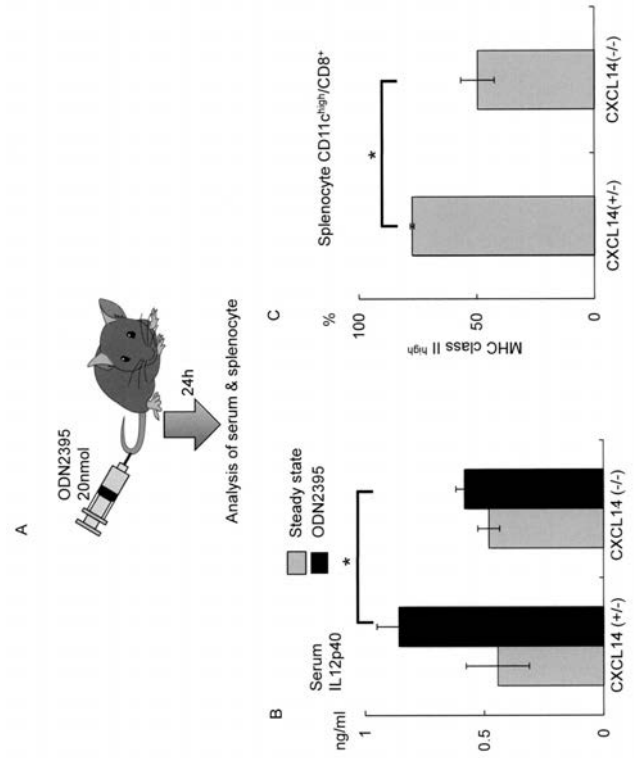 A
ODN2395
20nmol
24h
Analysis of serum & splenocyte
B
Serum
IL12p40
ng/ml
Steady state
ODN2395
*
1
0.5
0
CXCL14 (+/-)
CXCL14 (-/-)
C
Splenocyte CD11cʰⁱᵍʰ/CD8⁺
%
*
100
50
0
MHC class II ʰⁱᵍʰ
CXCL14(+/-)
CXCL14(-/-)